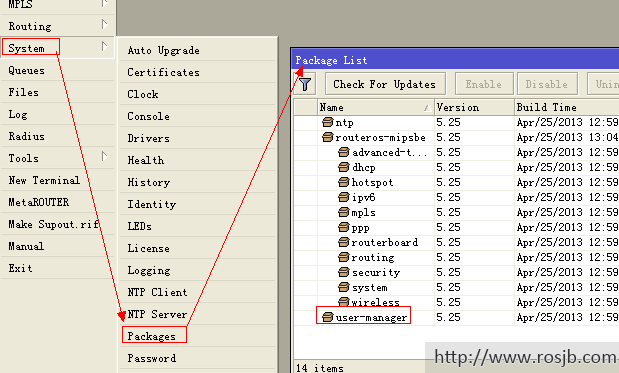 MPLS
Routing
System
Queues
Files
Log
Radius
Tools
New Terminal
MetaROUTER
Make Supout.rif
Manual
Exit
Auto Upgrade
Certificates
Clock
Console
Drivers
Health
History
Identity
LEDs
License
Logging
NTP Client
NTP Server
Packages
Password
Package List
Check For Updates Enable Disable Unin
Name Version Build Time
ntp 5.25 Apr/25/2013 12:59
routeros-mipsbe 5.25 Apr/25/2013 13:04
advanced-t... 5.25 Apr/25/2013 12:59
dhcp 5.25 Apr/25/2013 12:59
hotspot 5.25 Apr/25/2013 12:59
ipv6 5.25 Apr/25/2013 12:59
mpls 5.25 Apr/25/2013 12:59
ppp 5.25 Apr/25/2013 12:59
routerboard 5.25 Apr/25/2013 12:59
routing 5.25 Apr/25/2013 12:59
security 5.25 Apr/25/2013 12:59
system 5.25 Apr/25/2013 12:59
wireless 5.25 Apr/25/2013 12:59
user-manager 5.25 Apr/25/2013 12:59
14 items
http://www.rosjb.com